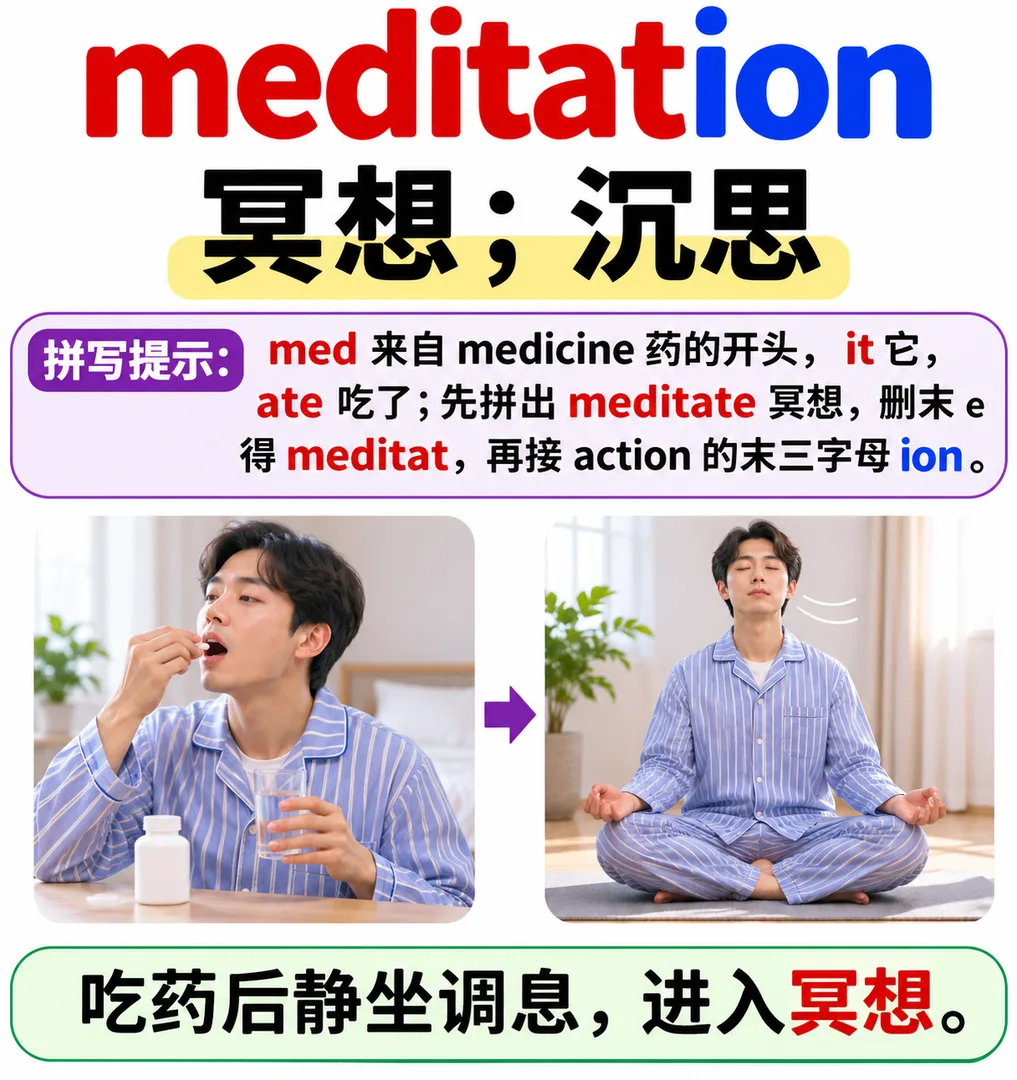 meditation
冥想；沉思
拼写提示： med 来自 medicine 药的开头， it 它，
ate 吃了；先拼出 meditate 冥想，删末 e
得 meditat，再接 action 的末三字母 ion。
吃药后静坐调息，进入冥想。